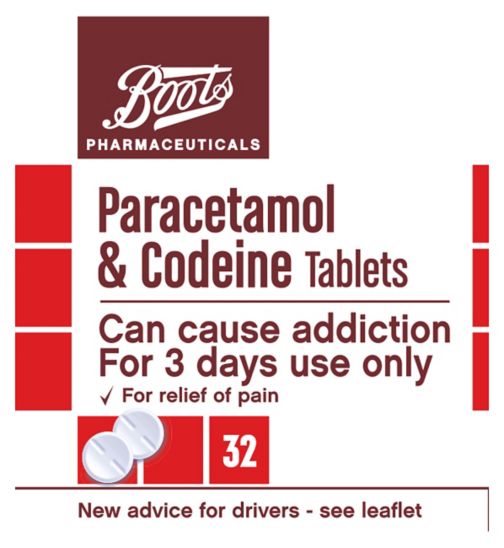 Boots
PHARMACEUTICALS
Paracetamol
& Codeine Tablets
Can cause addiction
For 3 days use only
✓ For relief of pain
32
New advice for drivers - see leaflet